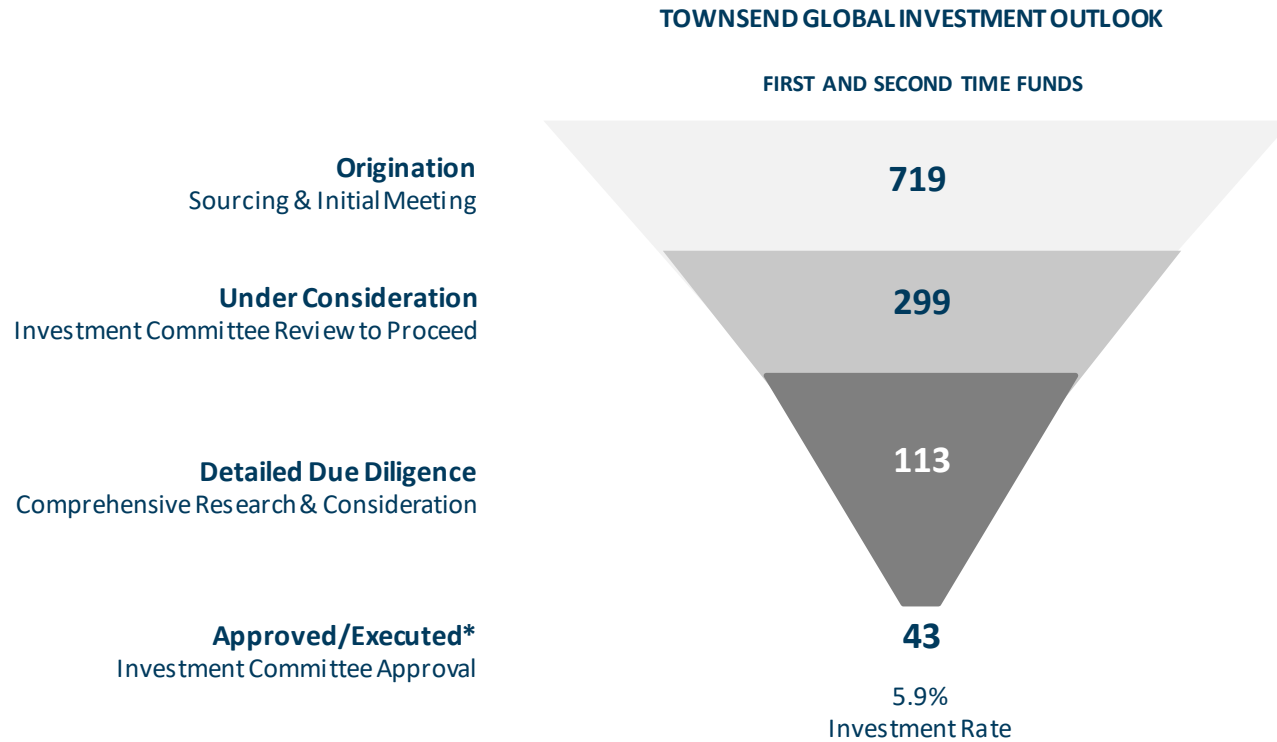 TOWNSEND GLOBAL INVESTMENT OUTLOOK
FIRST AND SECOND TIME FUNDS
Origination
Sourcing & Initial Meeting
719
Under Consideration
Investment Committee Review to Proceed
299
Detailed Due Diligence
Comprehensive Research & Consideration
113
Approved/Executed*
Investment Committee Approval
43
5.9%
Investment Rate